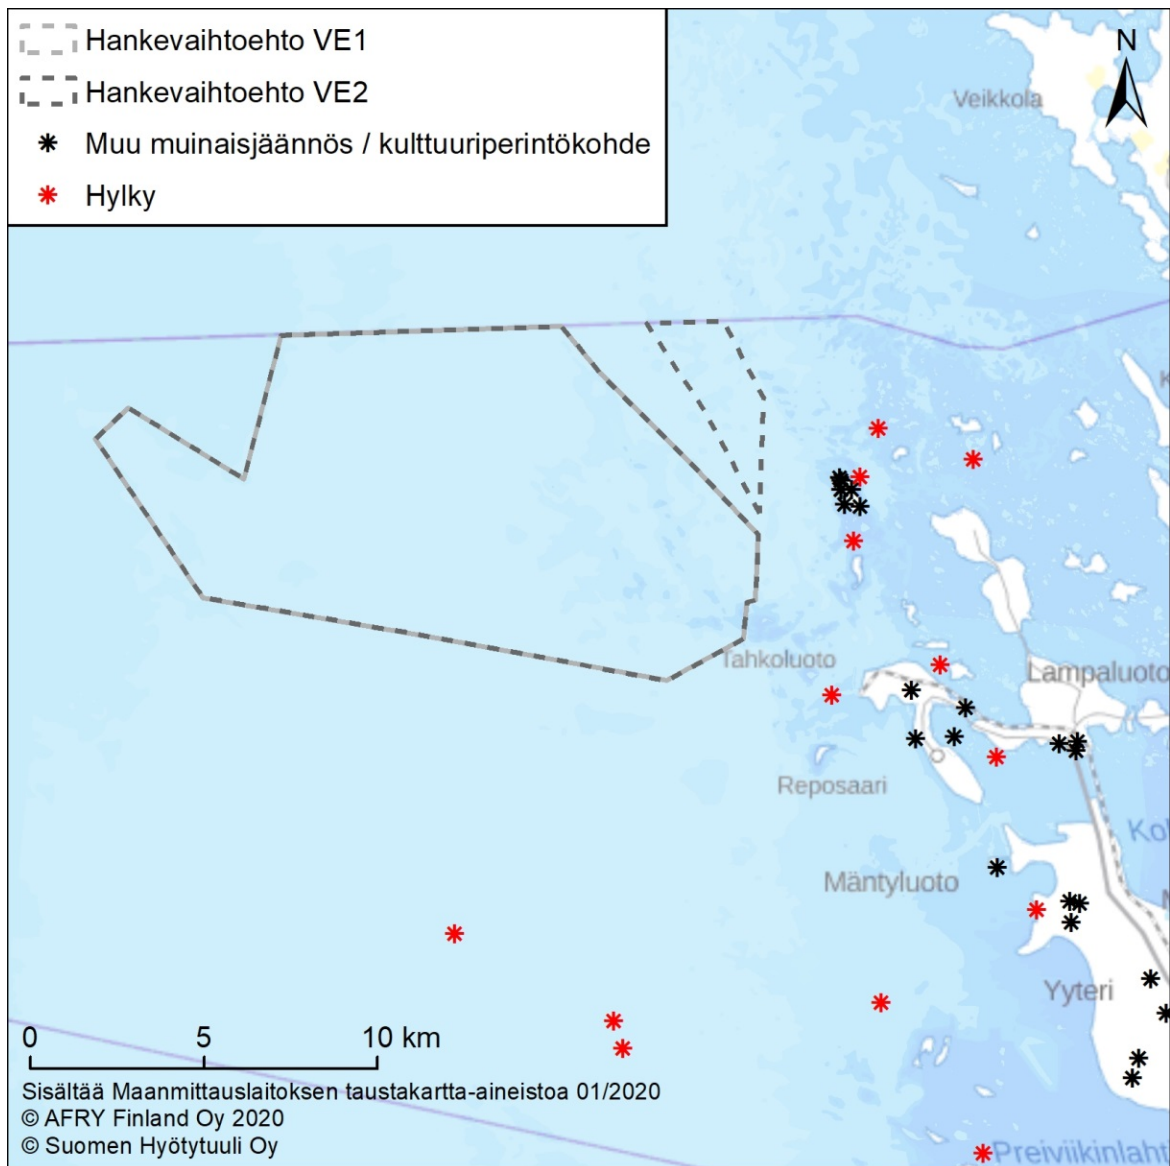 Hankevaihtoehto VE1
Hankevaihtoehto VE2
Muu muinaisjäännös / kulttuuriperintökohde
Hylky
N
Veikkola
Tahkoluoto
Lampaluoto
Reposaari
Mäntyluoto
Yyteri
Preiviikinlaht
0 5 10 km
Sisältää Maanmittauslaitoksen taustakartta-aineistoa 01/2020
© AFRY Finland Oy 2020
© Suomen Hyötytuuli Oy